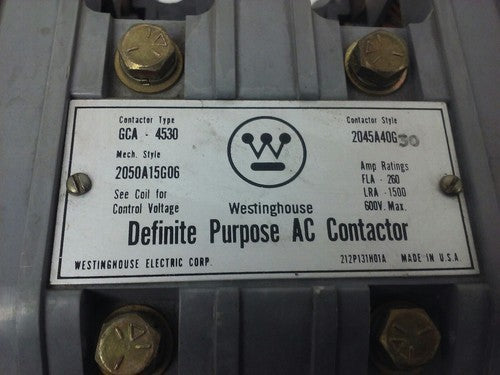 Contactor Type
GCA - 4530
Mech. Style
2050A15G06
See Coil for
Control Voltage
Contactor Style
2045A40G30
Amp Ratings
FLA - 260
LRA - 1500
600V. Max.
Westinghouse
Definite Purpose AC Contactor
WESTINGHOUSE ELECTRIC CORP.
212P131H01A
MADE IN U.S.A